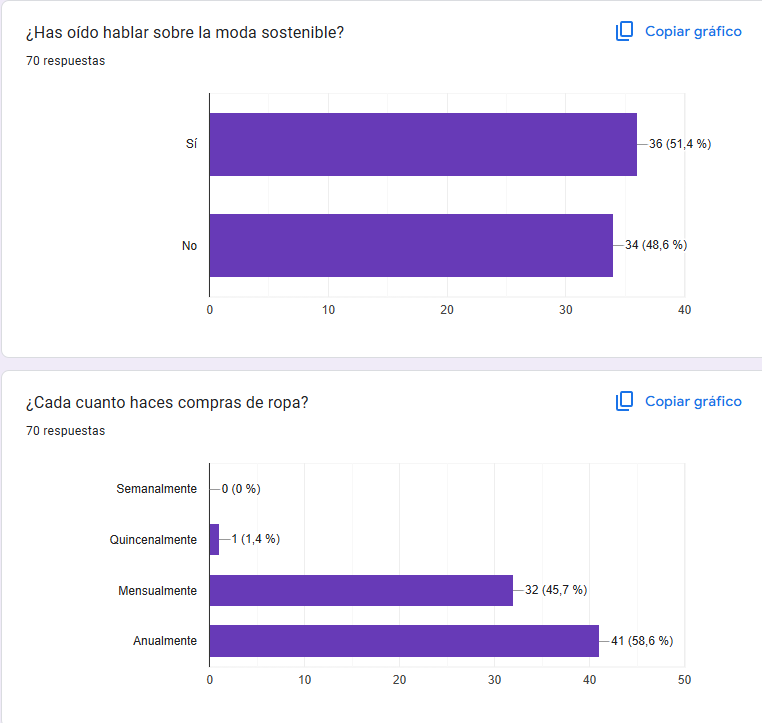 ¿Has oído hablar sobre la moda sostenible?
Copiar gráfico
70 respuestas
Sí
36 (51,4 %)
No
34 (48,6 %)
0 10 20 30 40
¿Cada cuanto haces compras de ropa?
Copiar gráfico
70 respuestas
Semanalmente
0 (0 %)
Quincenalmente
1 (1,4 %)
Mensualmente
32 (45,7 %)
Anualmente
41 (58,6 %)
0 10 20 30 40 50